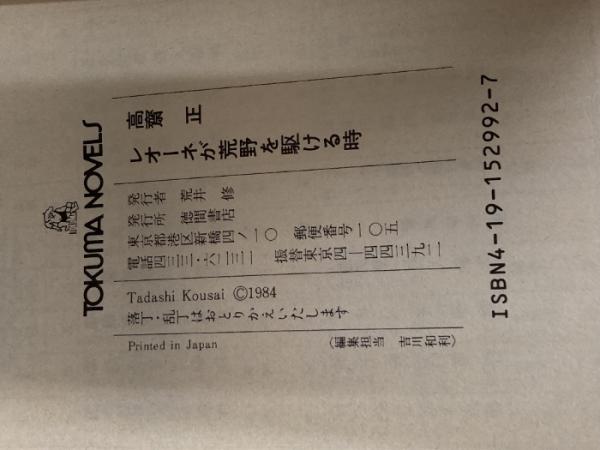 TOKUMA NOVELS
高齋 正
レオーネが荒野を駆ける時
発行者 荒井 修
発行所 徳間書店
東京都港区新橋四ノ一〇 郵便番号一〇五
電話四三三・六二三一 振替東京四—四四三九二
Tadashi Kousai ©1984
落丁・乱丁はおとりかえいたします
Printed in Japan
(編集担当 吉川和利)
ISBN4-19-152992-7